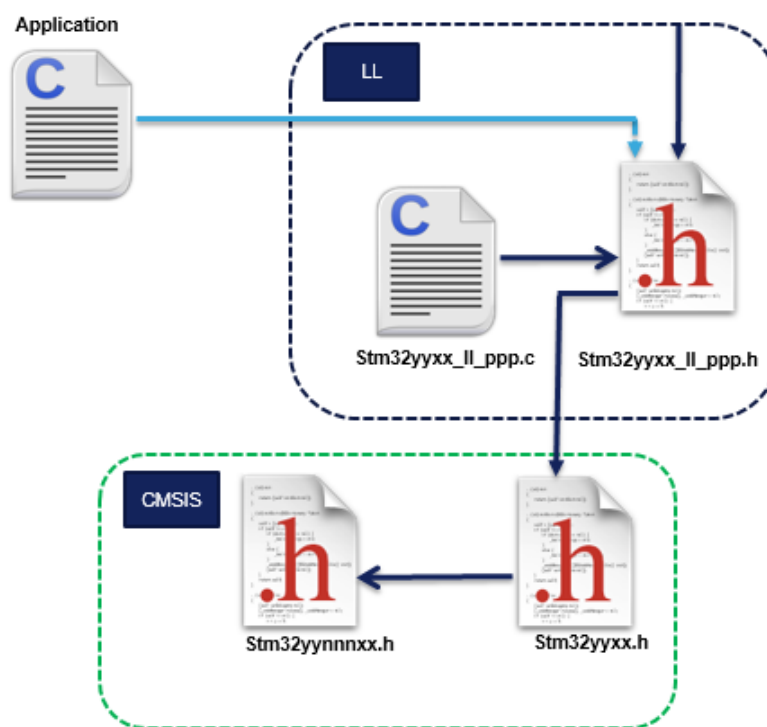 Application
LL
C
C
.h
Stm32yyxx_ll_ppp.c
Stm32yyxx_ll_ppp.h
CMSIS
.h
.h
Stm32yynnnxx.h
Stm32yyxx.h